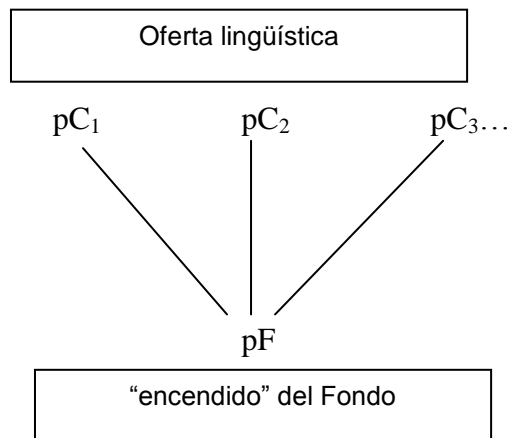 Oferta lingüística
pC₁ pC₂ pC₃…
pF
“encendido” del Fondo